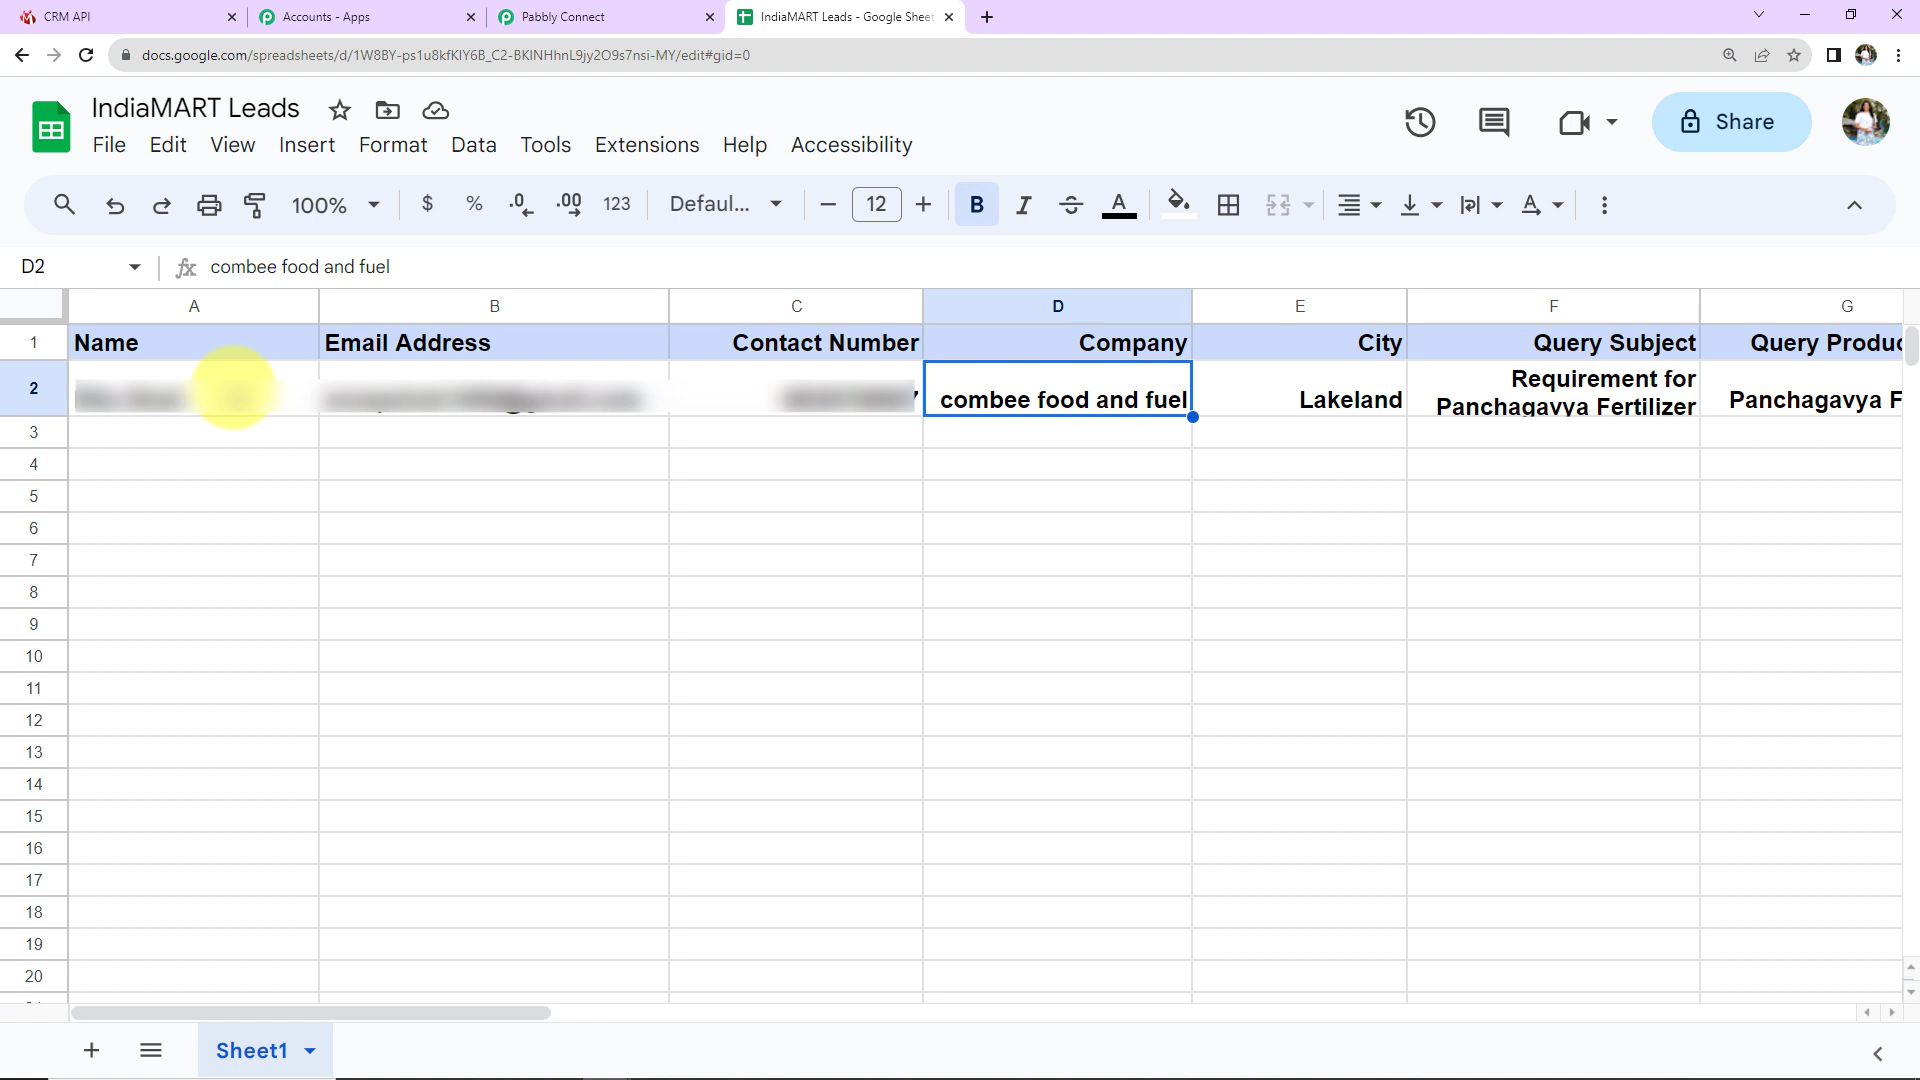 CRM API
Accounts - Apps
Pabbly Connect
IndiaMART Leads - Google Sheet
docs.google.com/spreadsheets/d/1W8BY-ps1u8kfKIY6B_C2-BKINHhnL9jy2O9s7nsi-MY/edit#gid=0
IndiaMART Leads
Share
File Edit View Insert Format Data Tools Extensions Help Accessibility
100% $ % .0 .00 123 Defaul... 12 B I S A A
D2 fx combee food and fuel
A B C D E F G
1 Name Email Address Contact Number Company City Query Subject Query Produc
2 combee food and fuel Lakeland Requirement for Panchagavya Fertilizer Panchagavya F
3
4
5
6
7
8
9
10
11
12
13
14
15
16
17
18
19
20
Sheet1